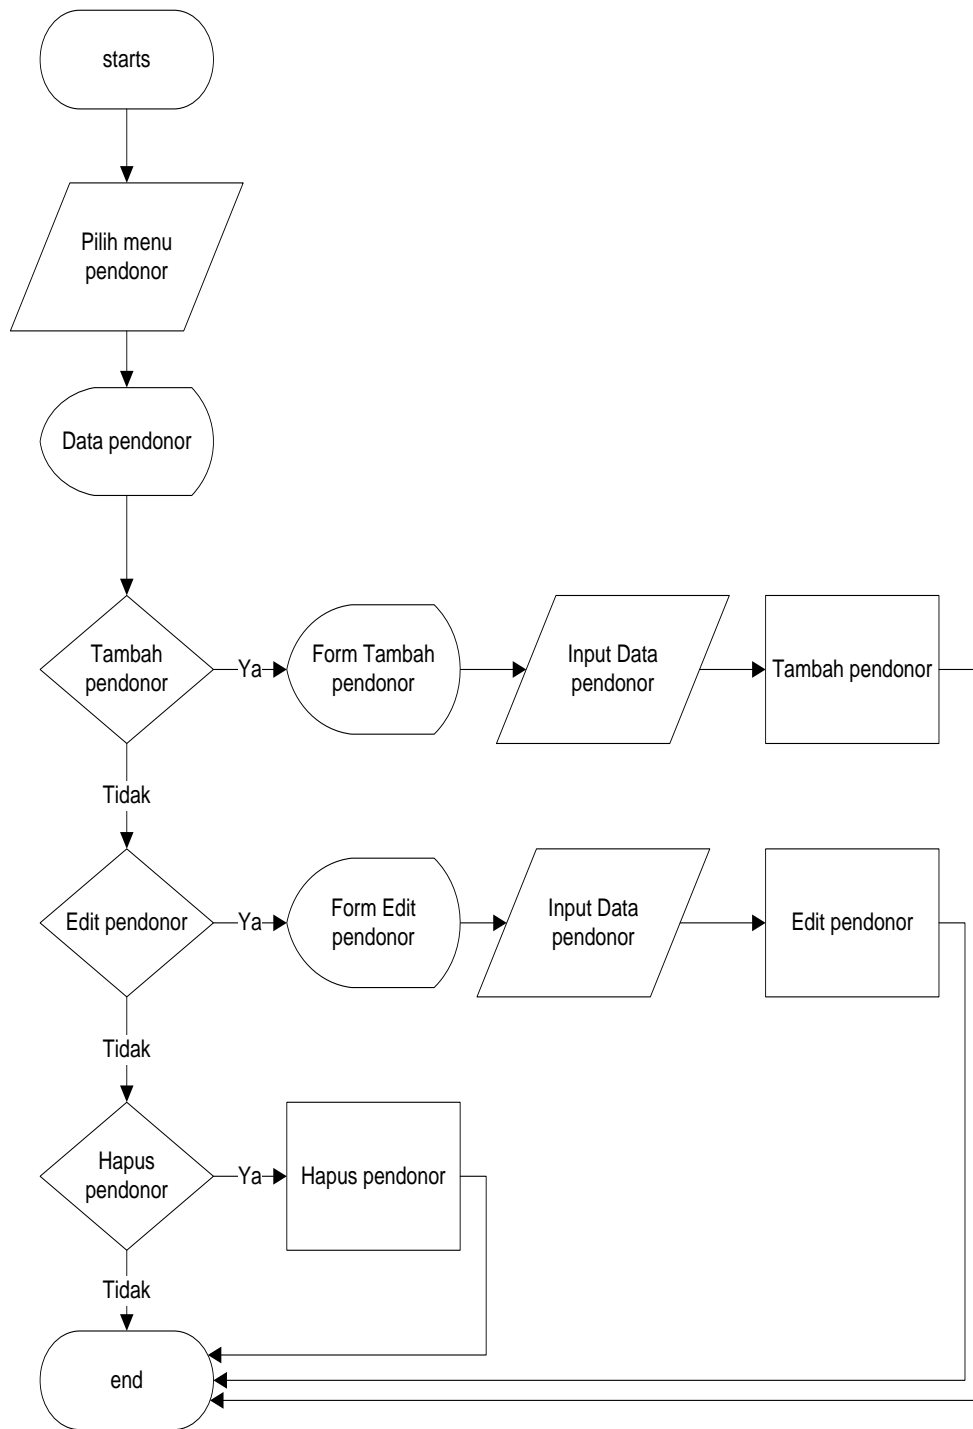 starts
Pilih menu
pendonor
Data pendonor
Tambah
pendonor
Ya
Form Tambah
pendonor
Input Data
pendonor
Tambah pendonor
Tidak
Edit pendonor
Ya
Form Edit
pendonor
Input Data
pendonor
Edit pendonor
Tidak
Hapus
pendonor
Ya
Hapus pendonor
Tidak
end